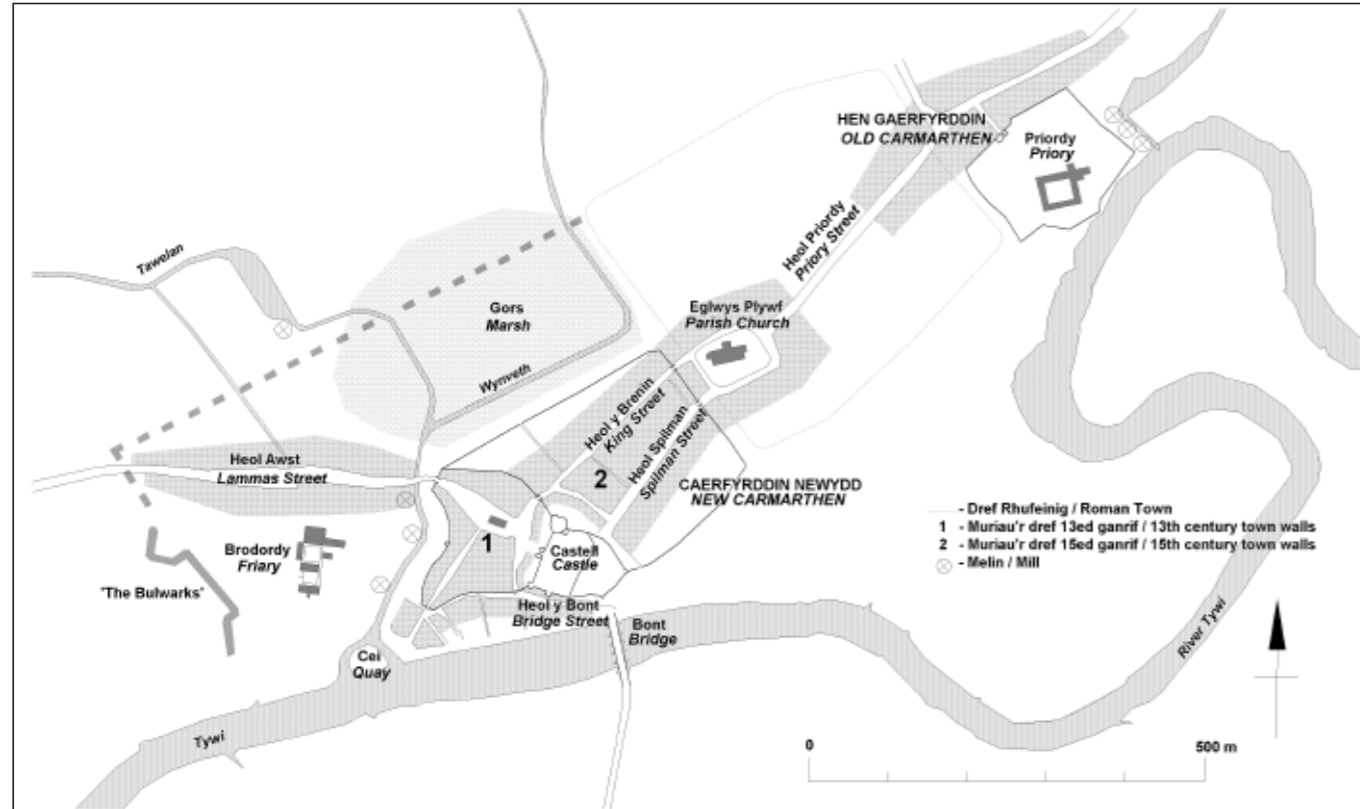 HEN GAERFYRDDIN
OLD CARMARTHEN
Priordy
Priory
Heol Priordy
Priory Street
Tawelan
Gors
Marsh
Eglwys Plywf
Parish Church
Wynveth
Heol y Brenin
King Street
Heol Spilman
Spilman Street
Heol Awst
Lammas Street
2
CAERFYRDDIN NEWYDD
NEW CARMARTHEN
1
Castell
Castle
Brodordy
Friary
'The Bulwarks'
Heol y Bont
Bridge Street
Bont
Bridge
Cei
Quay
Tywi
River Tywi
- Dref Rhufeinig / Roman Town
1 - Muriau'r dref 13ed ganrif / 13th century town walls
2 - Muriau'r dref 15ed ganrif / 15th century town walls
- Melin / Mill
0 500 m